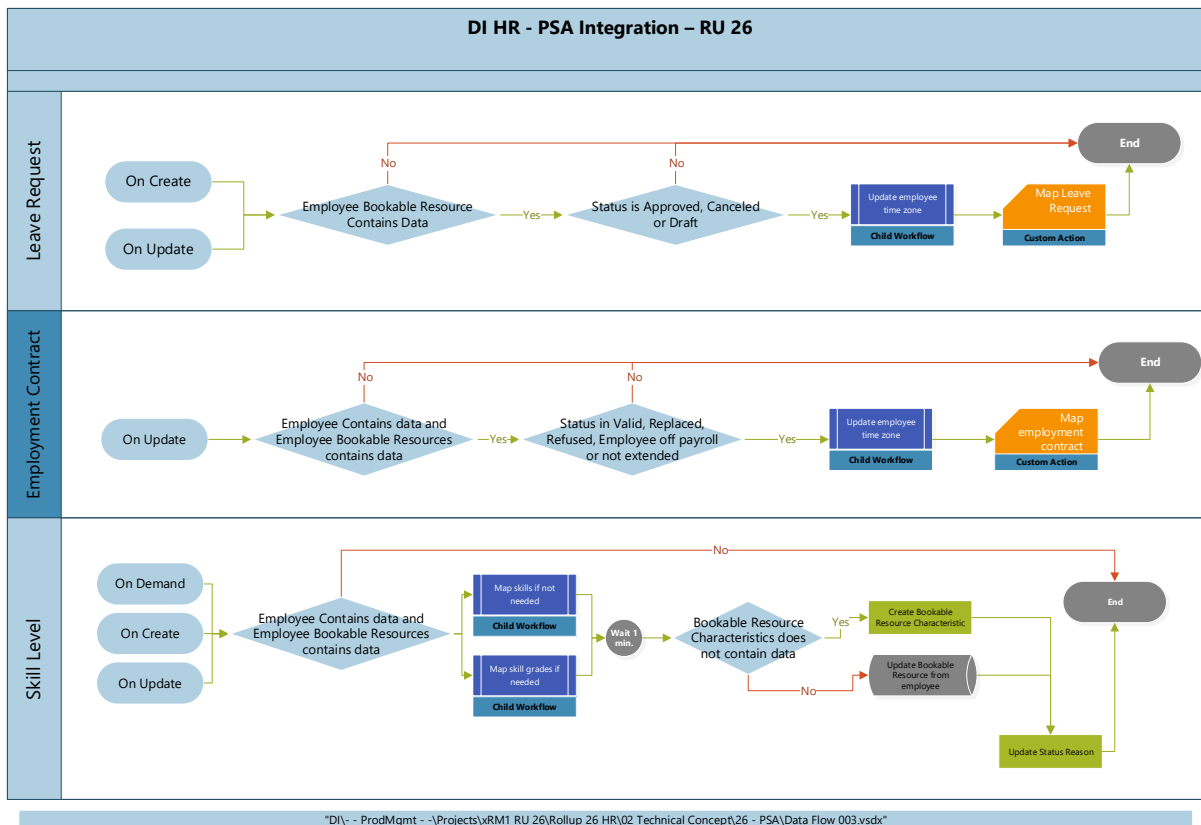 DI HR - PSA Integration – RU 26
Leave Request
On Create
On Update
Employee Bookable Resource
Contains Data
No
Yes
Status is Approved, Canceled
or Draft
No
Yes
Update employee
time zone
Child Workflow
Map Leave
Request
Custom Action
End
Employment Contract
On Update
Employee Contains data and
Employee Bookable Resources
contains data
No
Yes
Status in Valid, Replaced,
Refused, Employee off payroll
or not extended
No
Yes
Update employee
time zone
Child Workflow
Map
employment
contract
Custom Action
End
Skill Level
On Demand
On Create
On Update
Employee Contains data and
Employee Bookable Resources
contains data
No
Map skills if not
needed
Child Workflow
Map skill grades if
needed
Child Workflow
Wait 1
min.
Bookable Resource
Characteristics does
not contain data
Yes
No
Create Bookable
Resource Characteristic
Update Bookable
Resource from
employee
Update Status Reason
End
"DI\- - ProdMgmt - -\Projects\xRM1 RU 26\Rollup 26 HR\02 Technical Concept\26 - PSA\Data Flow 003.vsdx"